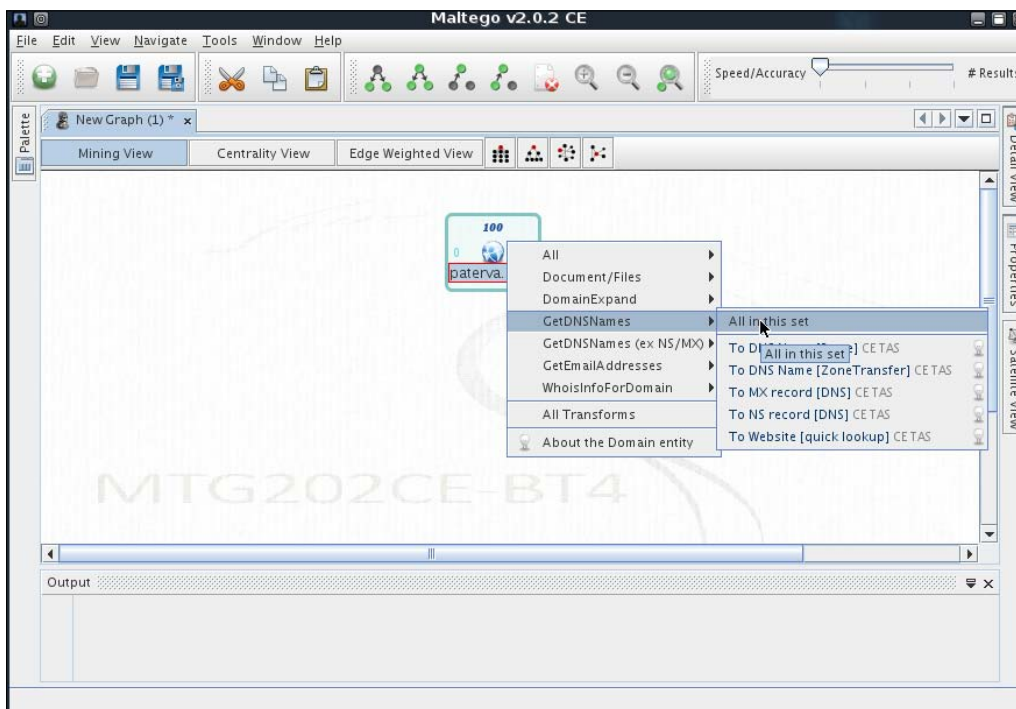 Maltego v2.0.2 CE
File Edit View Navigate Tools Window Help
Speed/Accuracy
# Results
Palette
New Graph (1) * x
Mining View
Centrality View
Edge Weighted View
100
0
paterva.
All
Document/Files
DomainExpand
GetDNSNames
GetDNSNames (ex NS/MX)
GetEmailAddresses
WhoisInfoForDomain
All Transforms
About the Domain entity
All in this set
To CETAS
All in this set
To DNS Name [ZoneTransfer] CETAS
To MX record [DNS] CETAS
To NS record [DNS] CETAS
To Website [quick lookup] CETAS
MTG202CE-BT4
Output
Detail View
Properties
Satellite View